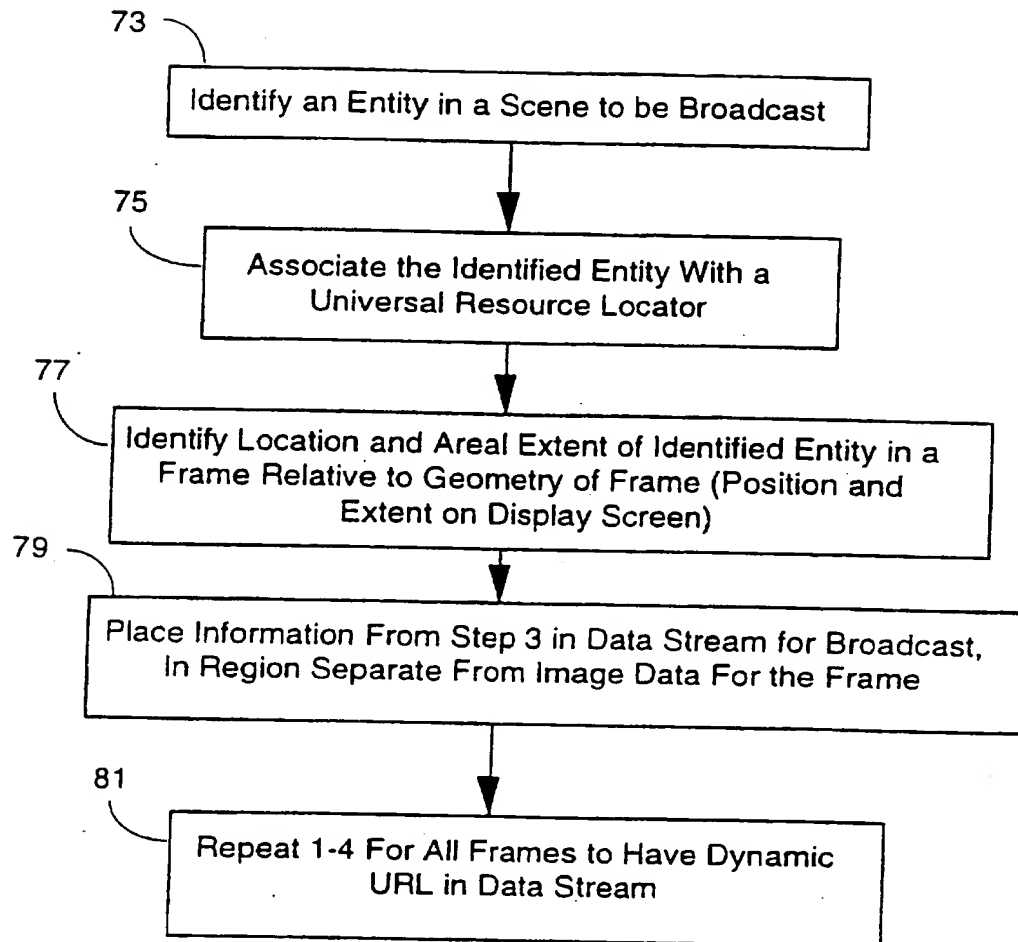 73
Identify an Entity in a Scene to be Broadcast
75
Associate the Identified Entity With a
Universal Resource Locator
77
Identify Location and Areal Extent of Identified Entity in a
Frame Relative to Geometry of Frame (Position and
Extent on Display Screen)
79
Place Information From Step 3 in Data Stream for Broadcast,
In Region Separate From Image Data For the Frame
81
Repeat 1-4 For All Frames to Have Dynamic
URL in Data Stream